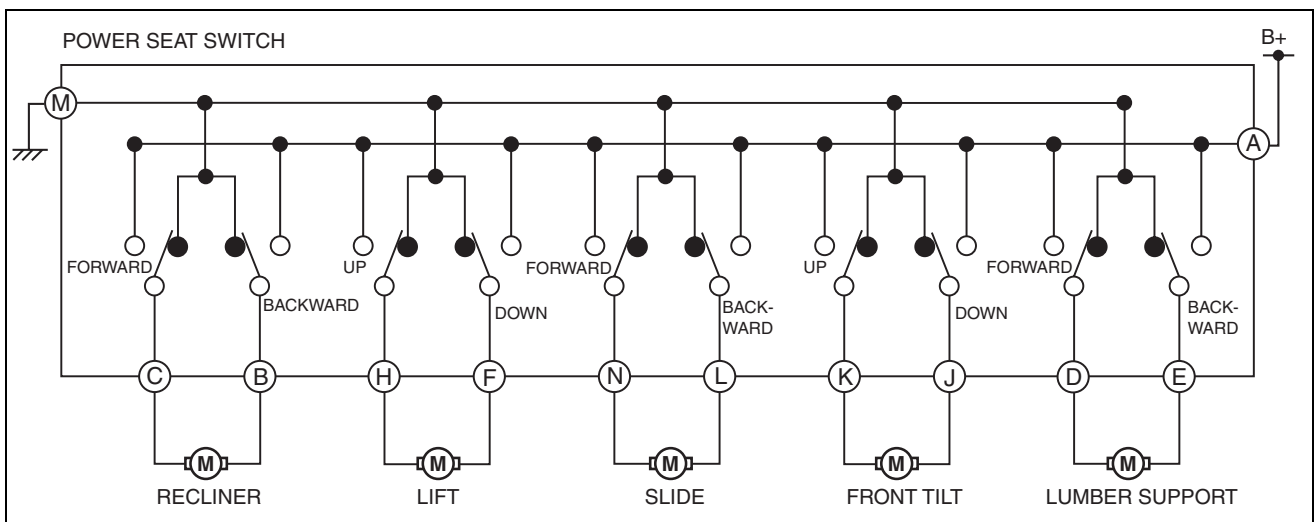 POWER SEAT SWITCH
B+
M
A
FORWARD
BACKWARD
UP
DOWN
FORWARD
BACK-
WARD
UP
DOWN
FORWARD
BACK-
WARD
C B H F N L K J D E
M M M M M
RECLINER LIFT SLIDE FRONT TILT LUMBER SUPPORT